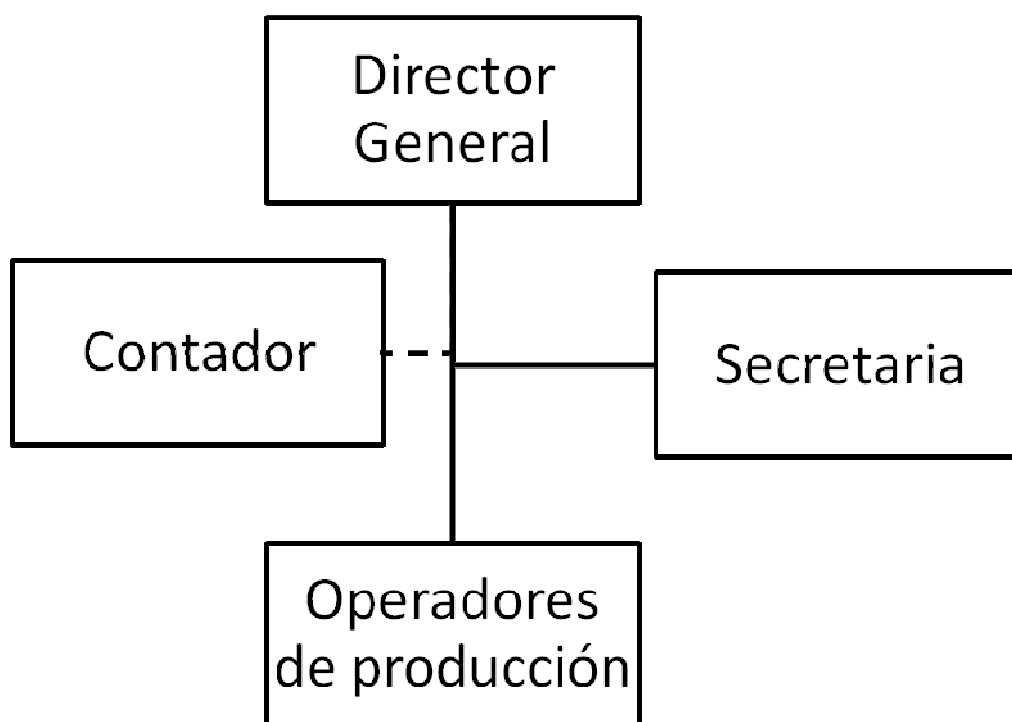 Director
General
Contador
Secretaria
Operadores
de producción